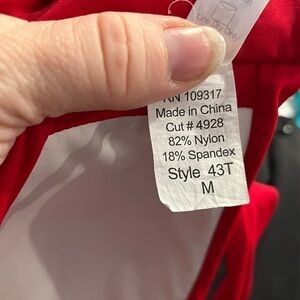 RN 109317
Made in China
Cut # 4928
82% Nylon
18% Spandex
Style 43T
M